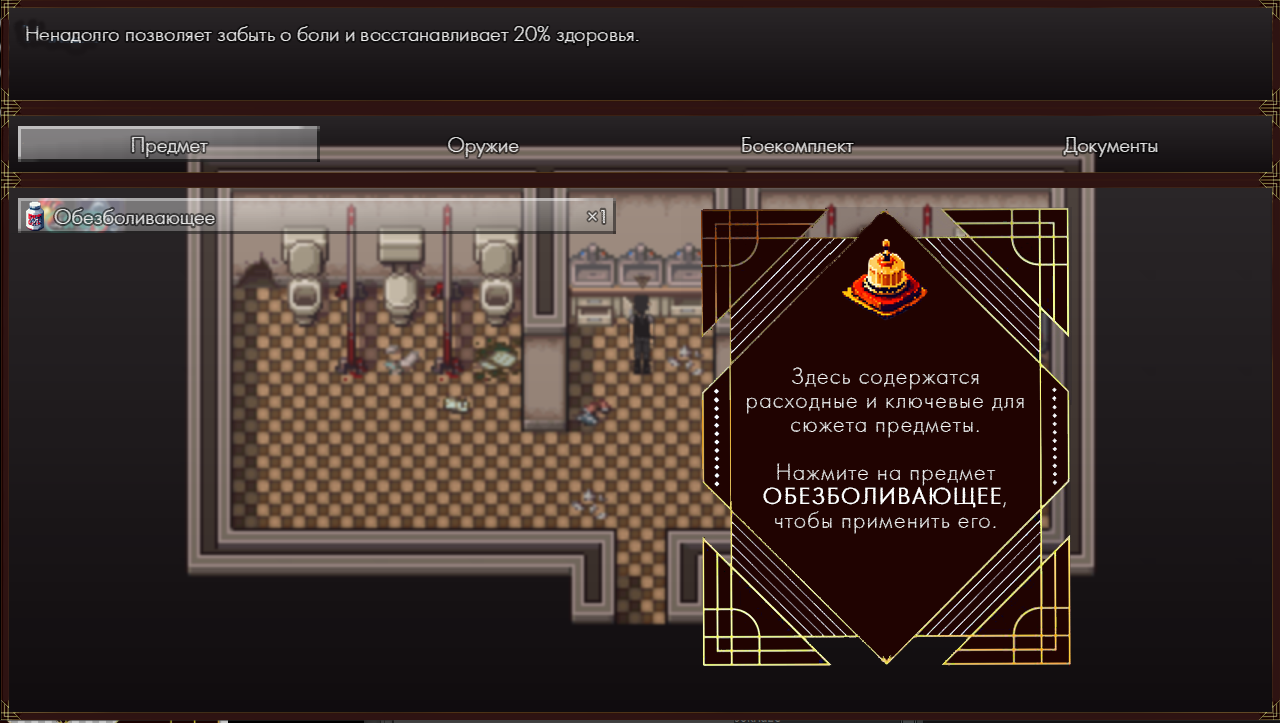 Ненадолго позволяет забыть о боли и восстанавливает 20% здоровья.
Предмет Оружие Боекомплект Документы
Обезболивающее ×1
Здесь содержатся
расходные и ключевые для
сюжета предметы.
Нажмите на предмет
ОБЕЗБОЛИВАЮЩЕЕ,
чтобы применить его.